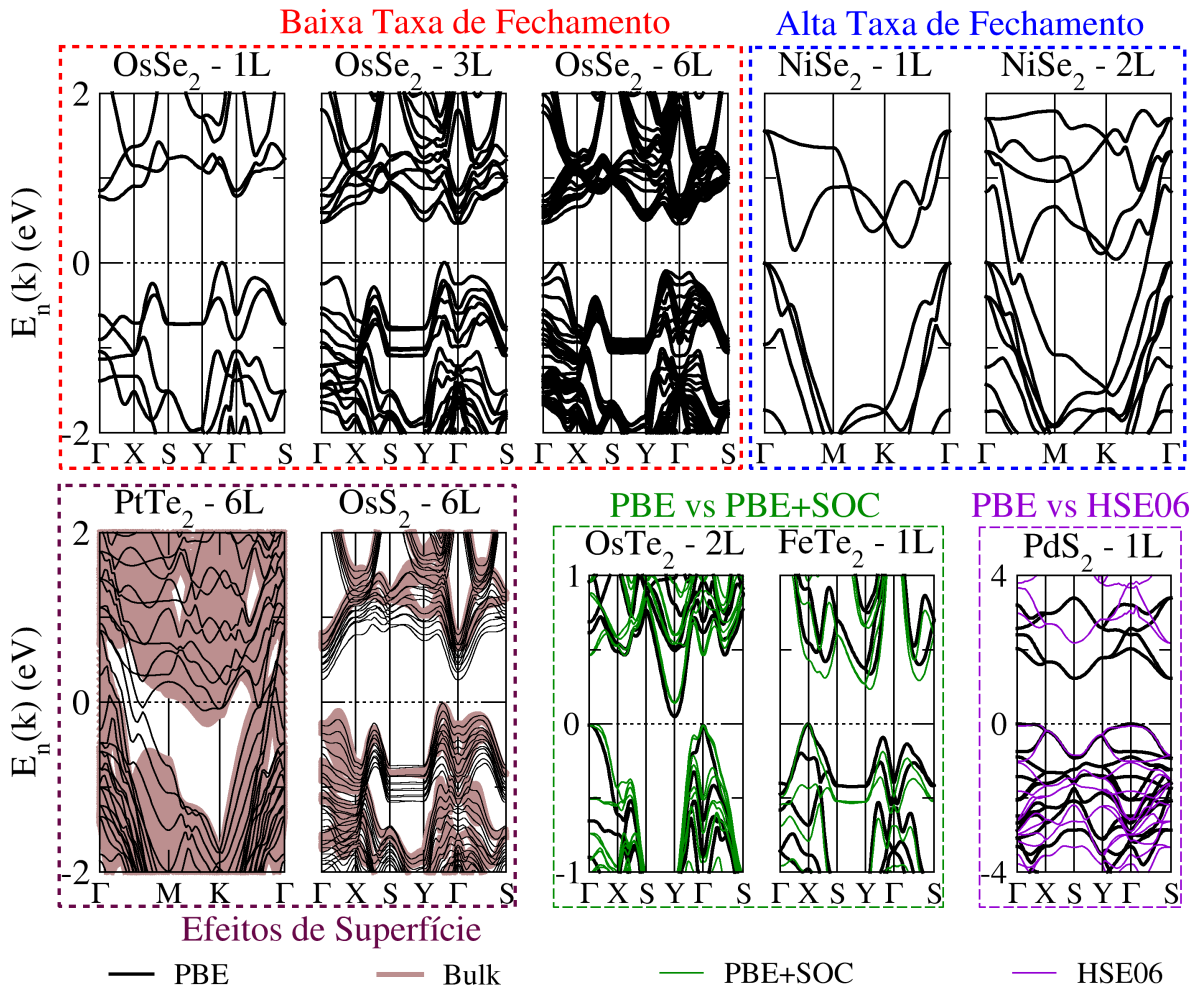 Baixa Taxa de Fechamento
Alta Taxa de Fechamento
OsSe2 - 1L
OsSe2 - 3L
OsSe2 - 6L
NiSe2 - 1L
NiSe2 - 2L
En(k) (eV)
2
0
-2
Γ X S Y Γ S
Γ X S Y Γ S
Γ X S Y Γ S
Γ M K Γ
Γ M K Γ
PtTe2 - 6L
OsS2 - 6L
PBE vs PBE+SOC
PBE vs HSE06
OsTe2 - 2L
FeTe2 - 1L
PdS2 - 1L
En(k) (eV)
2
0
-2
1
0
-1
4
0
-4
Γ M K Γ
Γ X S Y Γ S
Γ X S Y Γ S
Γ X S Y Γ S
Γ X S Y Γ S
Efeitos de Superfície
PBE
Bulk
PBE+SOC
HSE06